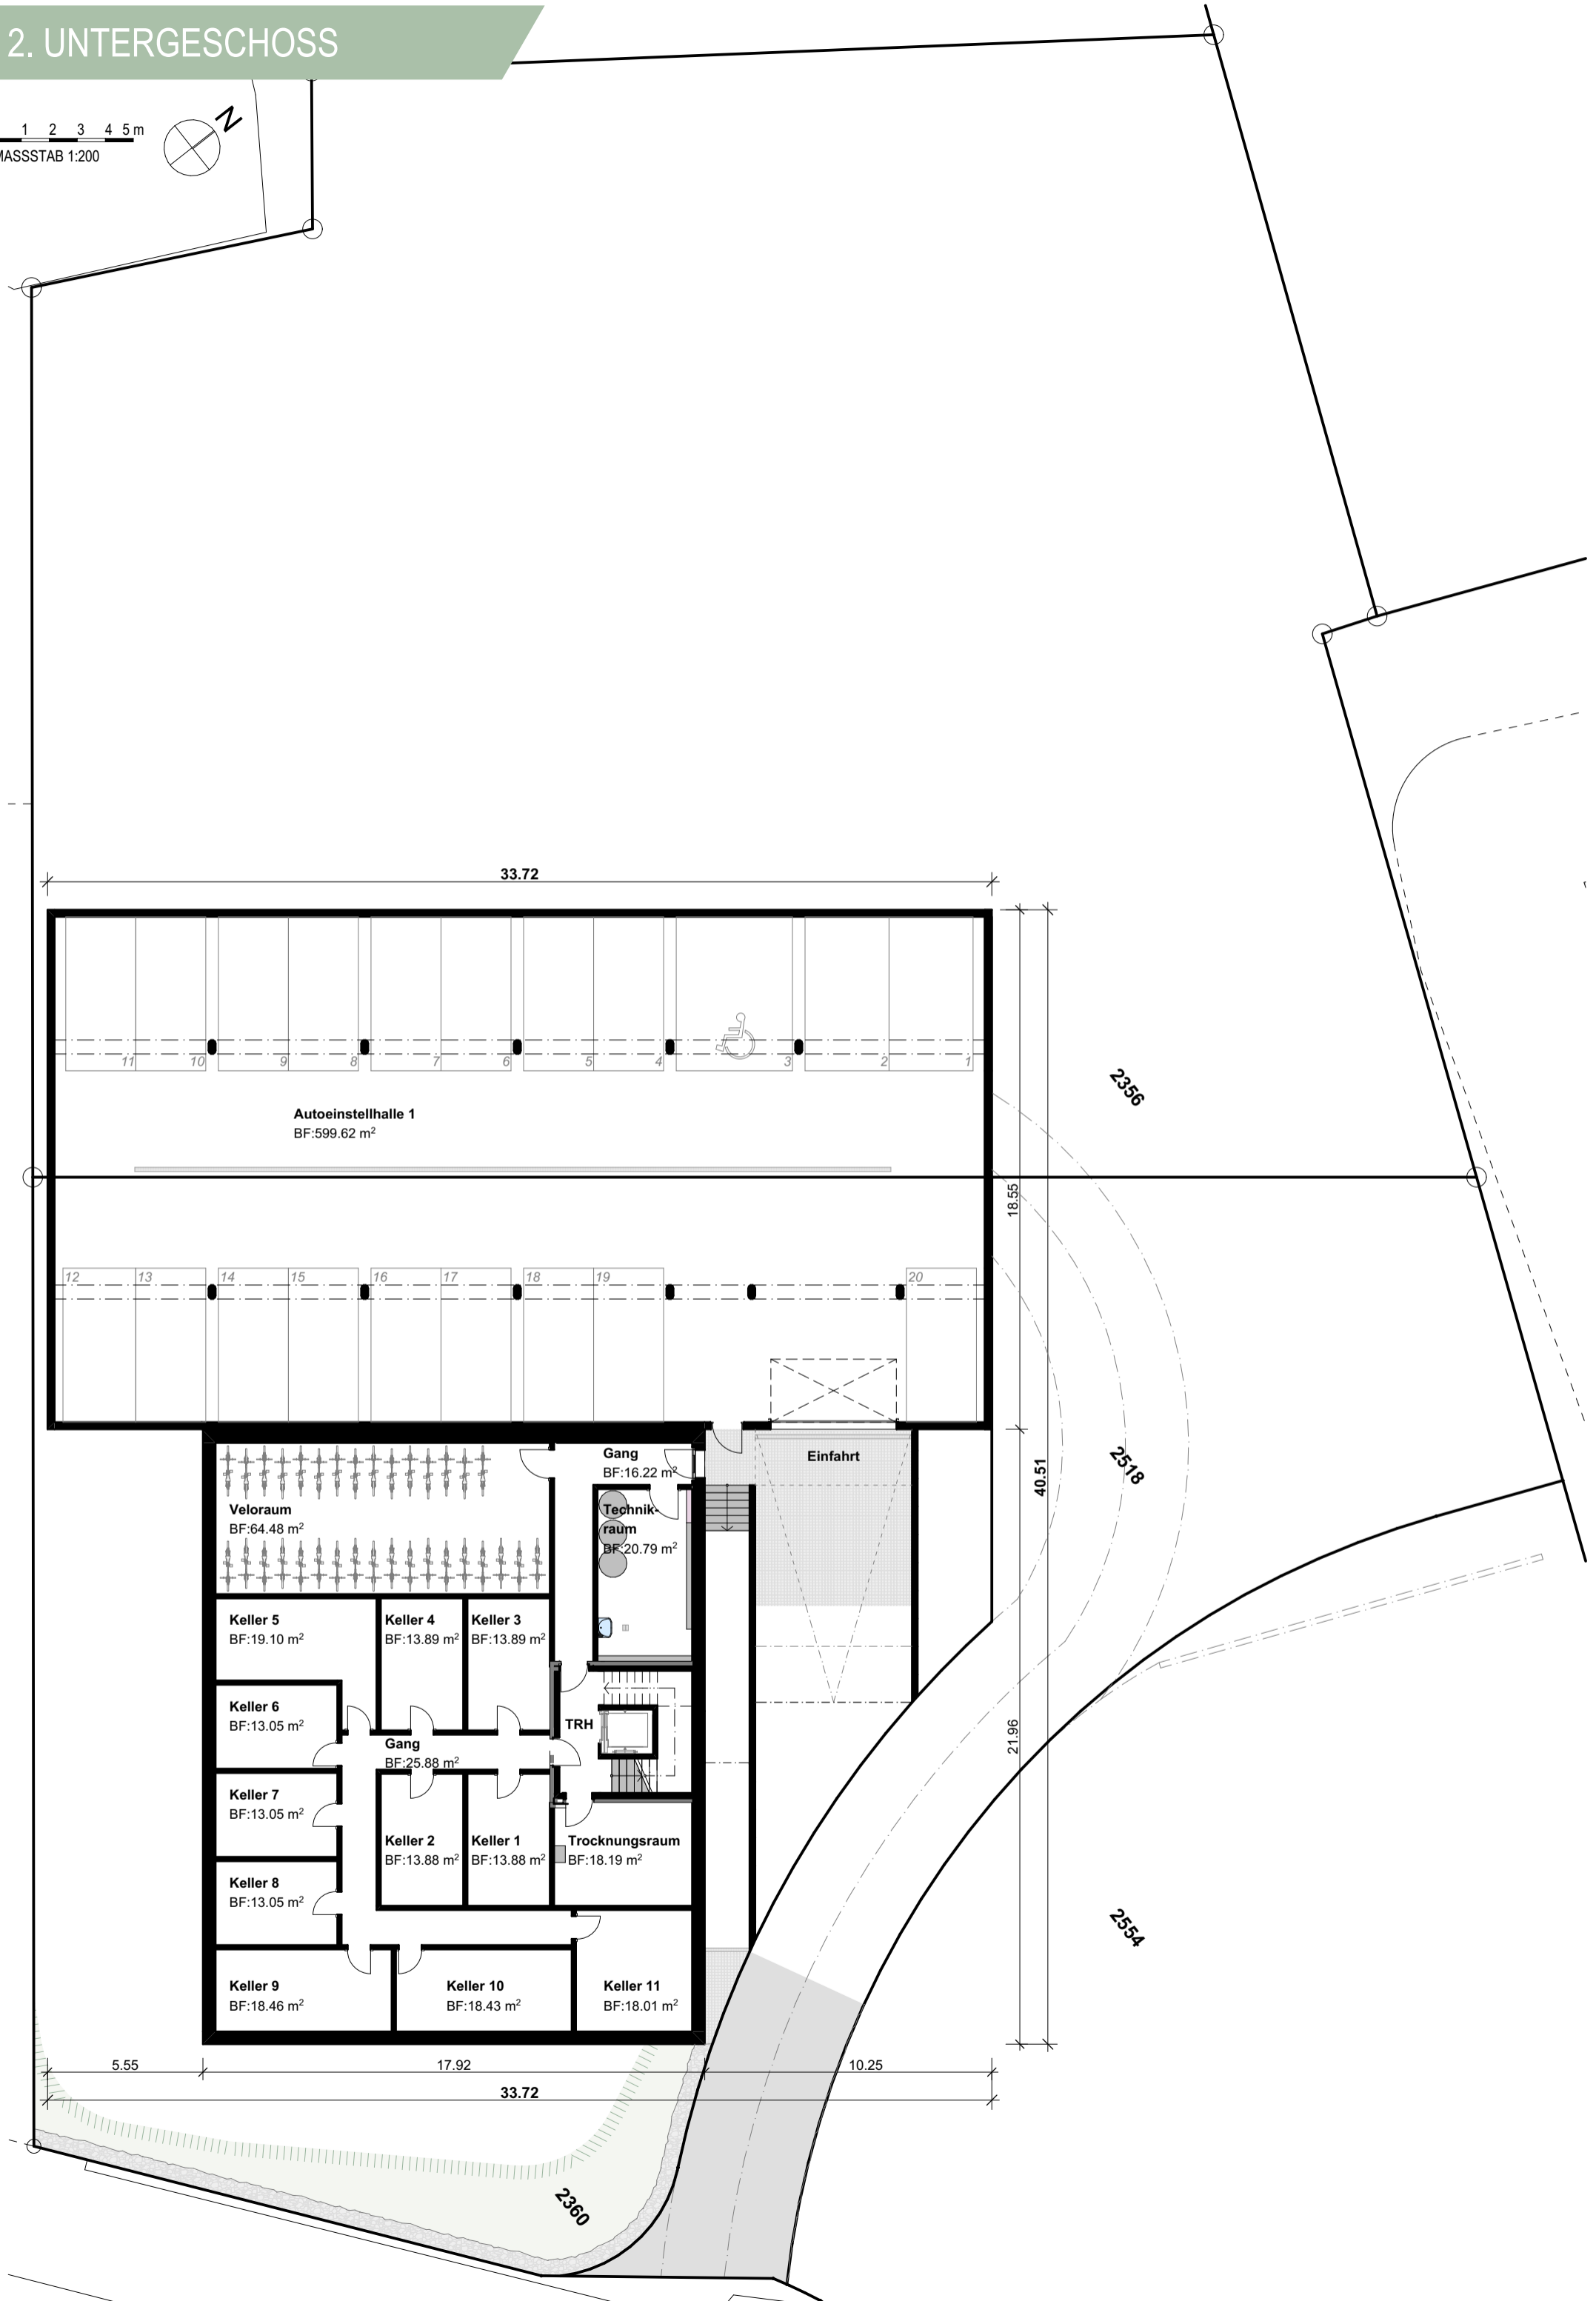 2. UNTERGESCHOSS
N
1 2 3 4 5 m
MASSSTAB 1:200
33.72
11 10 9 8 7 6 5 4 3 2 1
Autoeinstellhalle 1
BF:599.62 m²
2356
18.55
12 13 14 15 16 17 18 19 20
40.51
2518
Einfahrt
Gang
BF:16.22 m²
Veloraum
BF:64.48 m²
Technik-
raum
BF:20.79 m²
Keller 5
BF:19.10 m²
Keller 4
BF:13.89 m²
Keller 3
BF:13.89 m²
Keller 6
BF:13.05 m²
TRH
Gang
BF:25.88 m²
21.96
Keller 7
BF:13.05 m²
Keller 2
BF:13.88 m²
Keller 1
BF:13.88 m²
Trocknungsraum
BF:18.19 m²
Keller 8
BF:13.05 m²
2554
Keller 9
BF:18.46 m²
Keller 10
BF:18.43 m²
Keller 11
BF:18.01 m²
5.55 17.92 10.25
33.72
2360